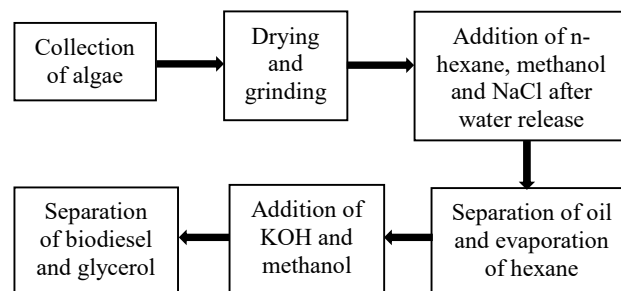 Collection
of algae
Drying
and
grinding
Addition of n-
hexane, methanol
and NaCl after
water release
Separation of oil
and evaporation
of hexane
Addition of
KOH and
methanol
Separation
of biodiesel
and glycerol